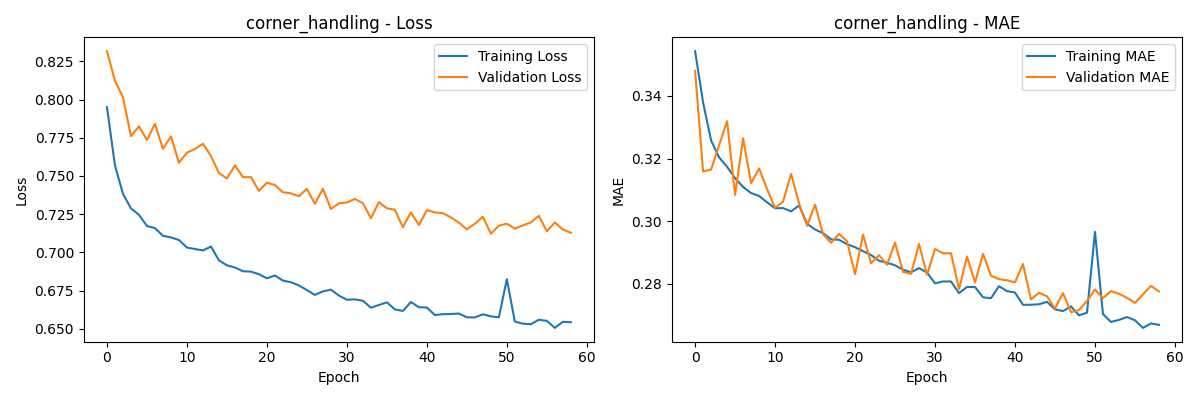 corner_handling - Loss
Training Loss
Validation Loss
0.825
0.800
0.775
0.750
0.725
0.700
0.675
0.650
Loss
0 10 20 30 40 50 60
Epoch
corner_handling - MAE
Training MAE
Validation MAE
0.34
0.32
0.30
0.28
MAE
0 10 20 30 40 50 60
Epoch